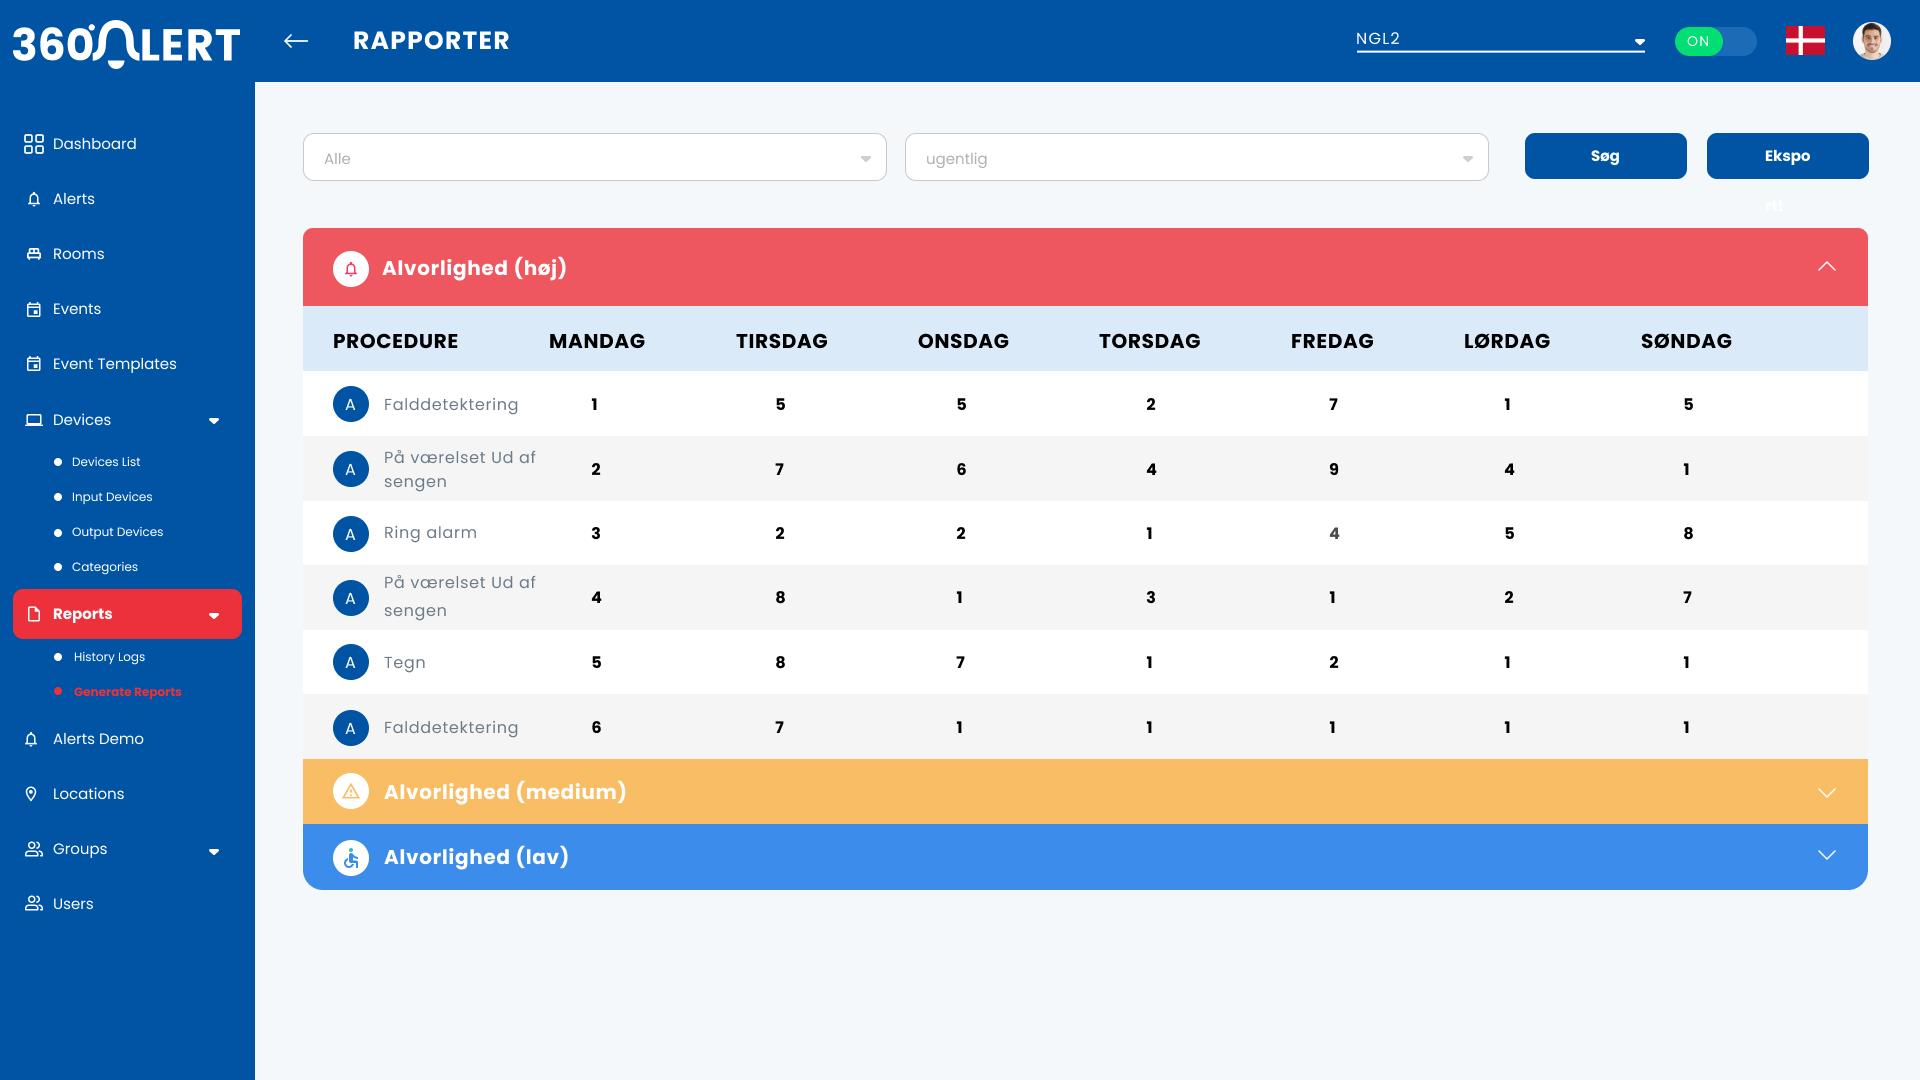 360°ALERT
RAPPORTER
NGL2
ON
Dashboard
Alerts
Rooms
Events
Event Templates
Devices
Devices List
Input Devices
Output Devices
Categories
Reports
History Logs
Generate Reports
Alerts Demo
Locations
Groups
Users
Alle
ugentlig
Søg
Ekspo
Alvorlighed (høj)
PROCEDURE MANDAG TIRSDAG ONSDAG TORSDAG FREDAG LØRDAG SØNDAG
A Falddetektering 1 5 5 2 7 1 5
A På værelset Ud af
sengen 2 7 6 4 9 4 1
A Ring alarm 3 2 2 1 4 5 8
A På værelset Ud af
sengen 4 8 1 3 1 2 7
A Tegn 5 8 7 1 2 1 1
A Falddetektering 6 7 1 1 1 1 1
Alvorlighed (medium)
Alvorlighed (lav)